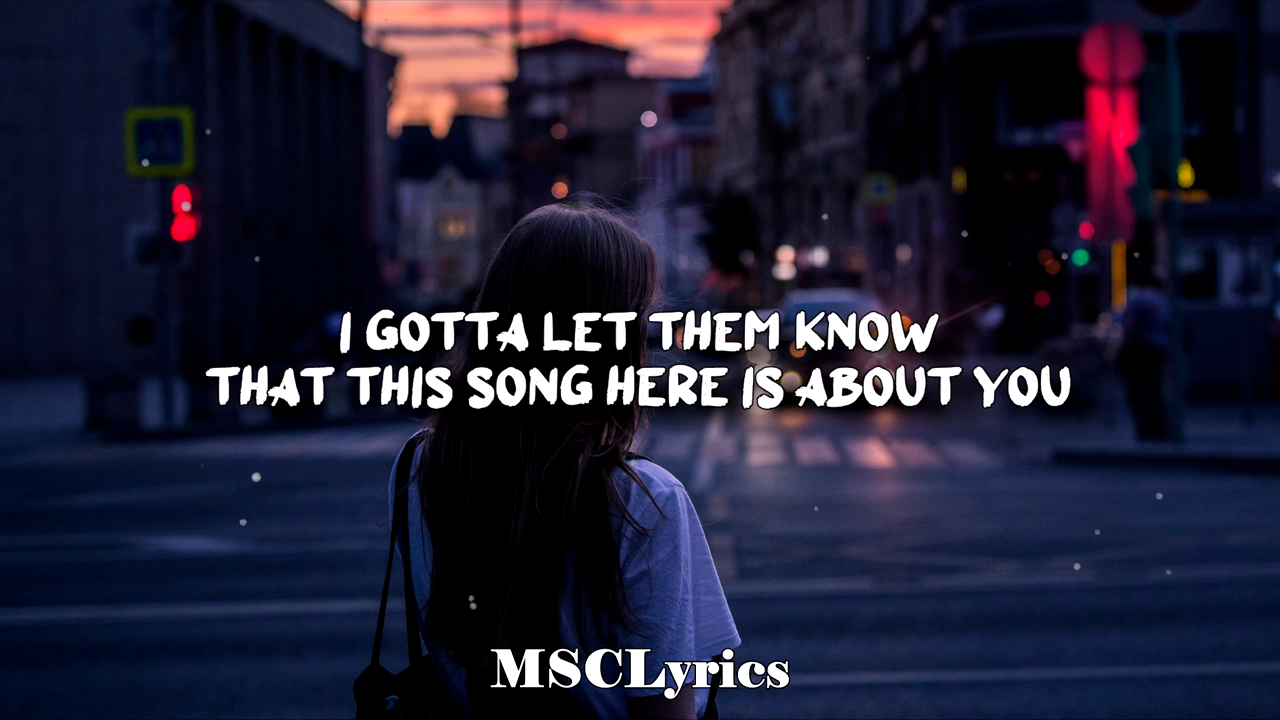 I GOTTA LET THEM KNOW
THAT THIS SONG HERE IS ABOUT YOU
MSCLyrics